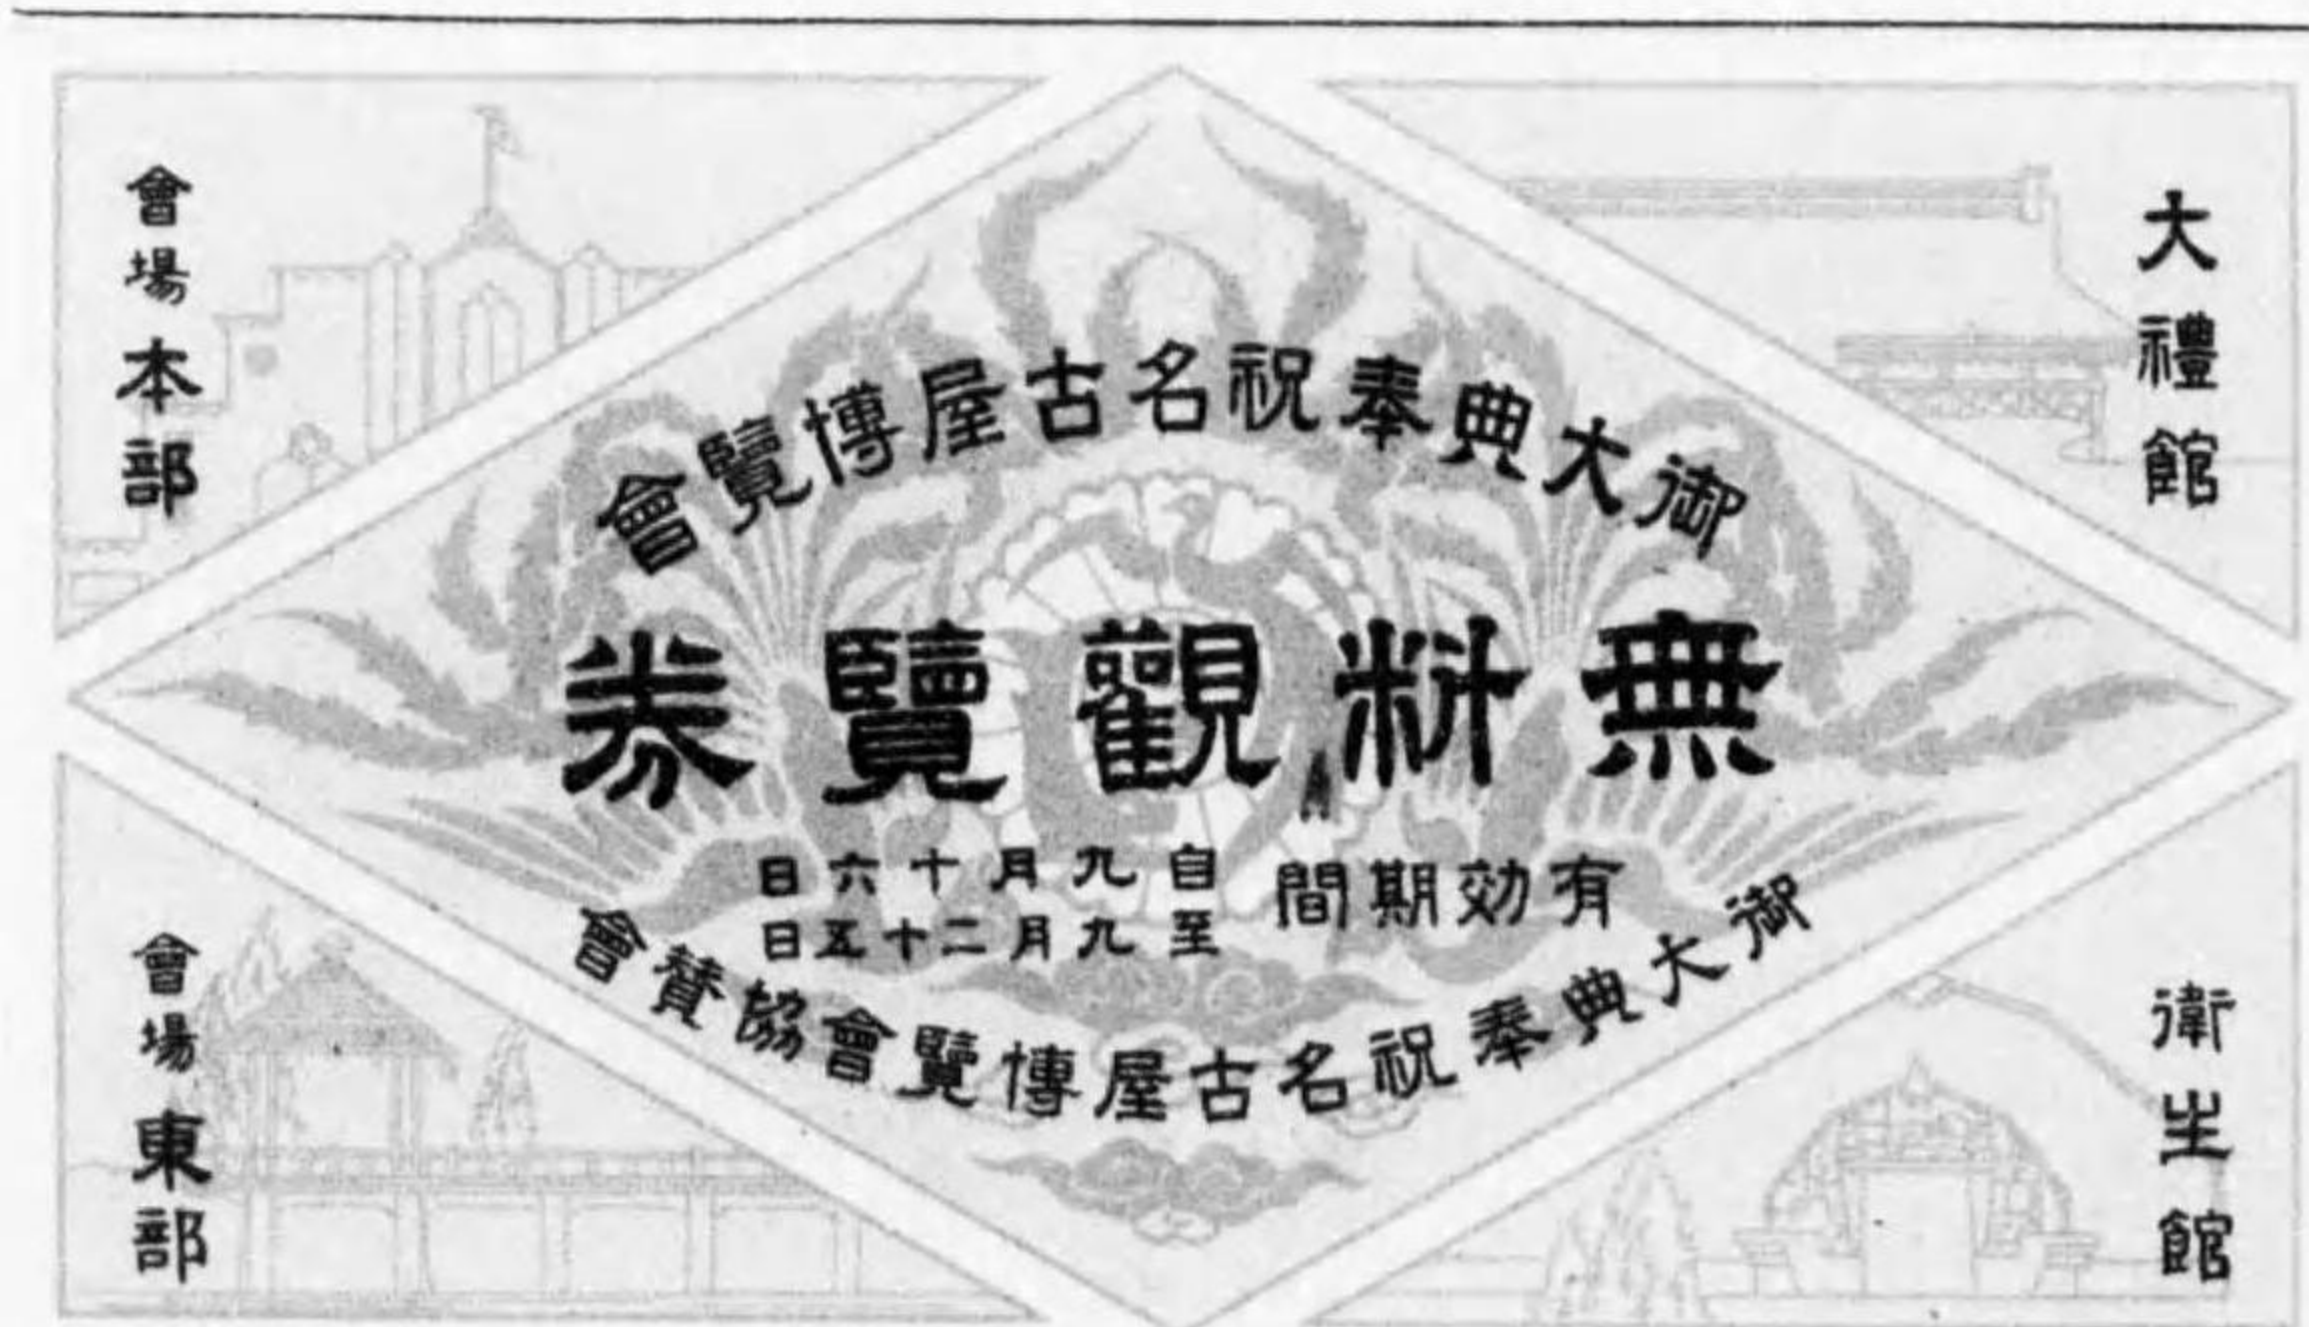 御大典奉祝名古屋博覽會
無料觀覽券
有効期間
自九月十六日
至九月二十五日
御大典奉祝名古屋博覽會協賛會
大禮館
衛生館
會場本部
會場東部